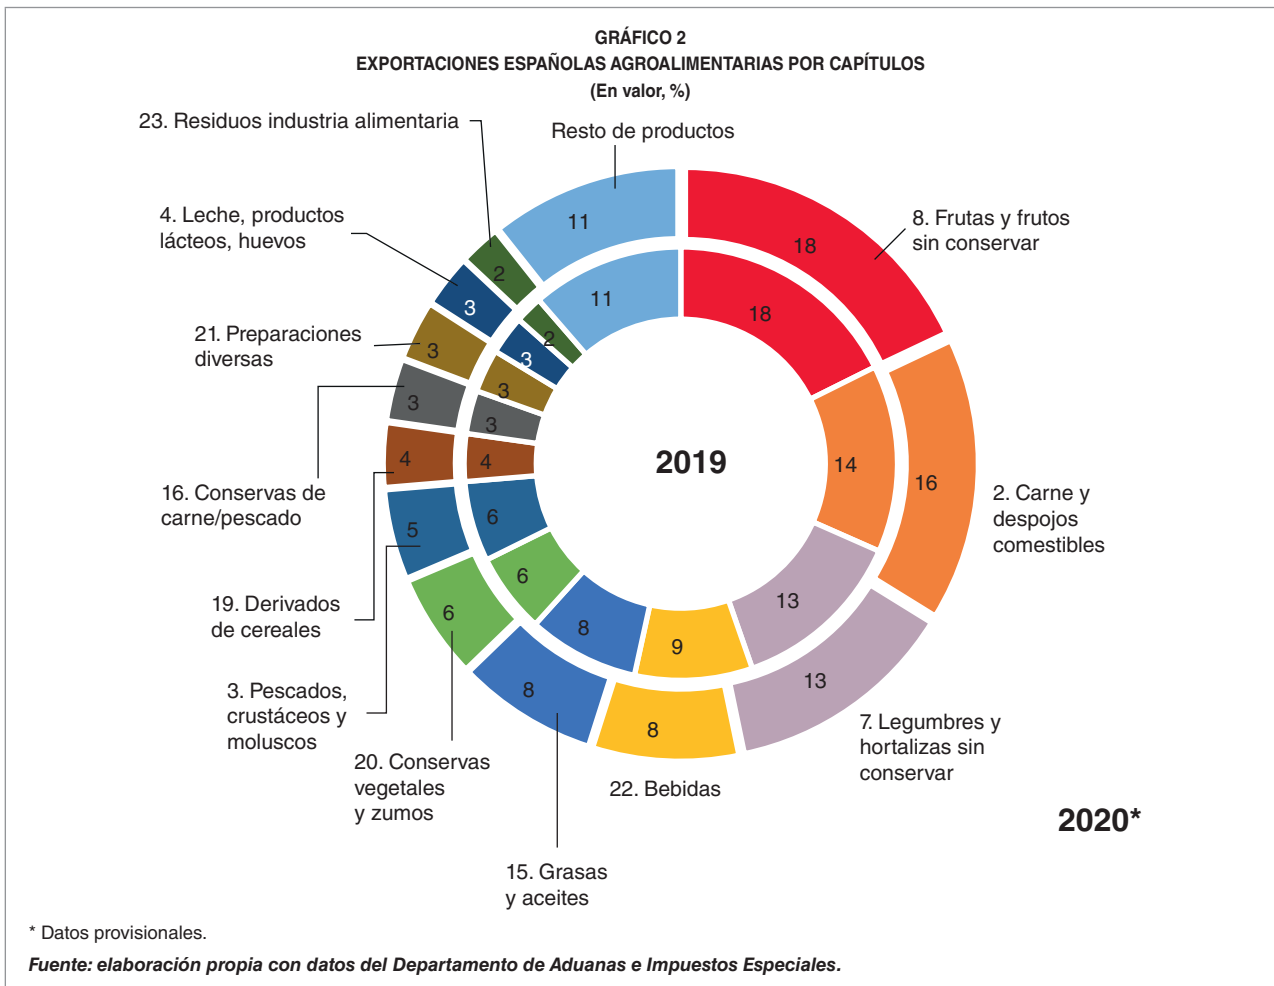 GRÁFICO 2
EXPORTACIONES ESPAÑOLAS AGROALIMENTARIAS POR CAPÍTULOS
(En valor, %)
23. Residuos industria alimentaria
Resto de productos
4. Leche, productos
lácteos, huevos
8. Frutas y frutos
sin conservar
21. Preparaciones
diversas
16. Conservas de
carne/pescado
2. Carne y
despojos
comestibles
19. Derivados
de cereales
3. Pescados,
crustáceos y
moluscos
7. Legumbres y
hortalizas sin
conservar
20. Conservas
vegetales
y zumos
22. Bebidas
15. Grasas
y aceites
18
16
13
8
8
6
5
4
3
3
3
2
11
18
14
13
9
8
6
6
4
3
3
3
2
11
2019
2020*
* Datos provisionales.
Fuente: elaboración propia con datos del Departamento de Aduanas e Impuestos Especiales.